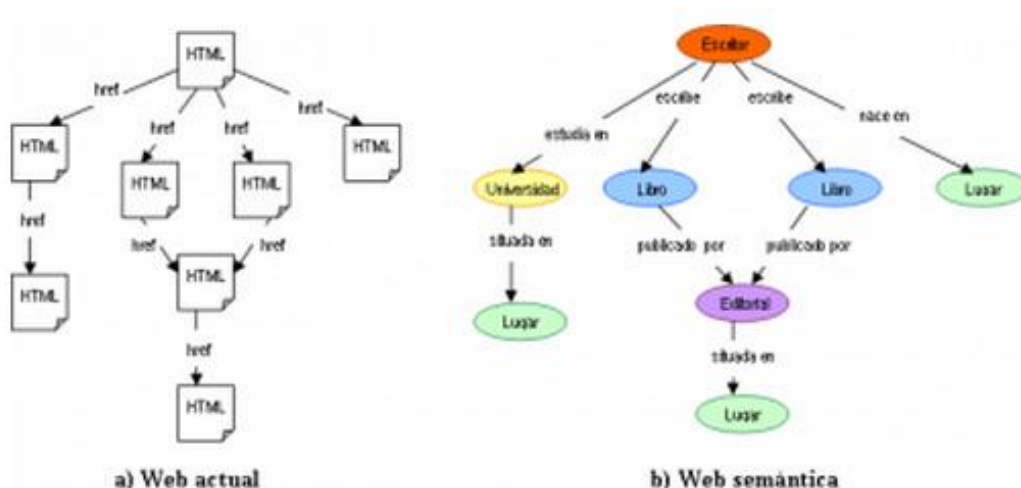 HTML
href
href
href
href
HTML
HTML
HTML
HTML
href
href
href
HTML
HTML
href
HTML
a) Web actual
Escritor
escribe
escribe
nace en
estudia en
Universidad
Libro
Libro
Lugar
situada en
publicado por
publicado por
Lugar
Editorial
situada en
Lugar
b) Web semántica